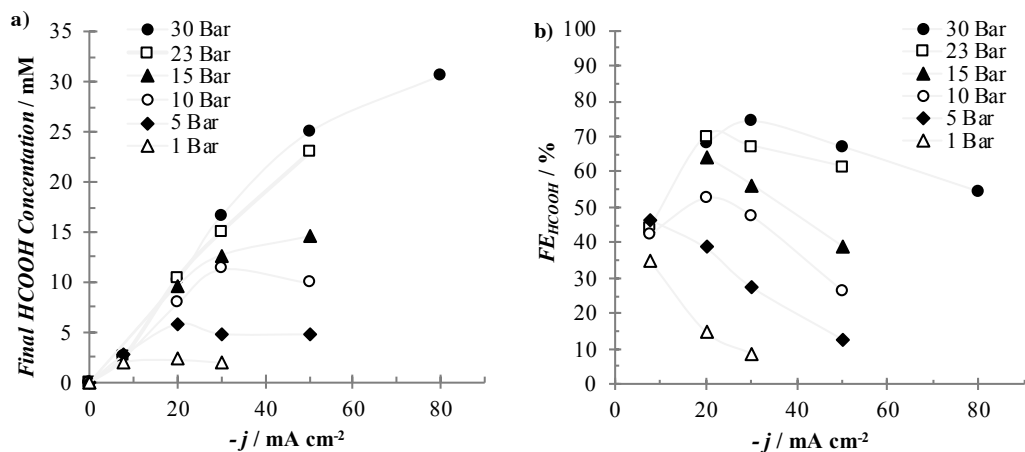 a)
Final HCOOH Concentration / mM
35
30
25
20
15
10
5
0
0 20 40 60 80
-j / mA cm-2
30 Bar
23 Bar
15 Bar
10 Bar
5 Bar
1 Bar
b)
FE_HCOOH / %
100
90
80
70
60
50
40
30
20
10
0
0 20 40 60 80
-j / mA cm-2
30 Bar
23 Bar
15 Bar
10 Bar
5 Bar
1 Bar